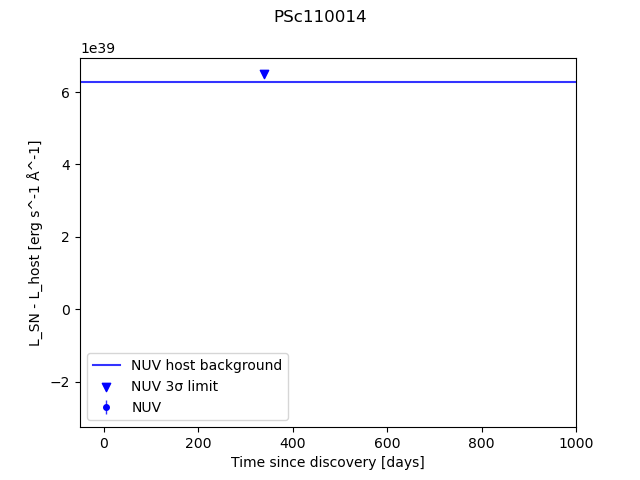 PSc110014
1e39
6
4
2
0
−2
L_SN - L_host [erg s^-1 Å^-1]
NUV host background
NUV 3σ limit
NUV
0 200 400 600 800 1000
Time since discovery [days]